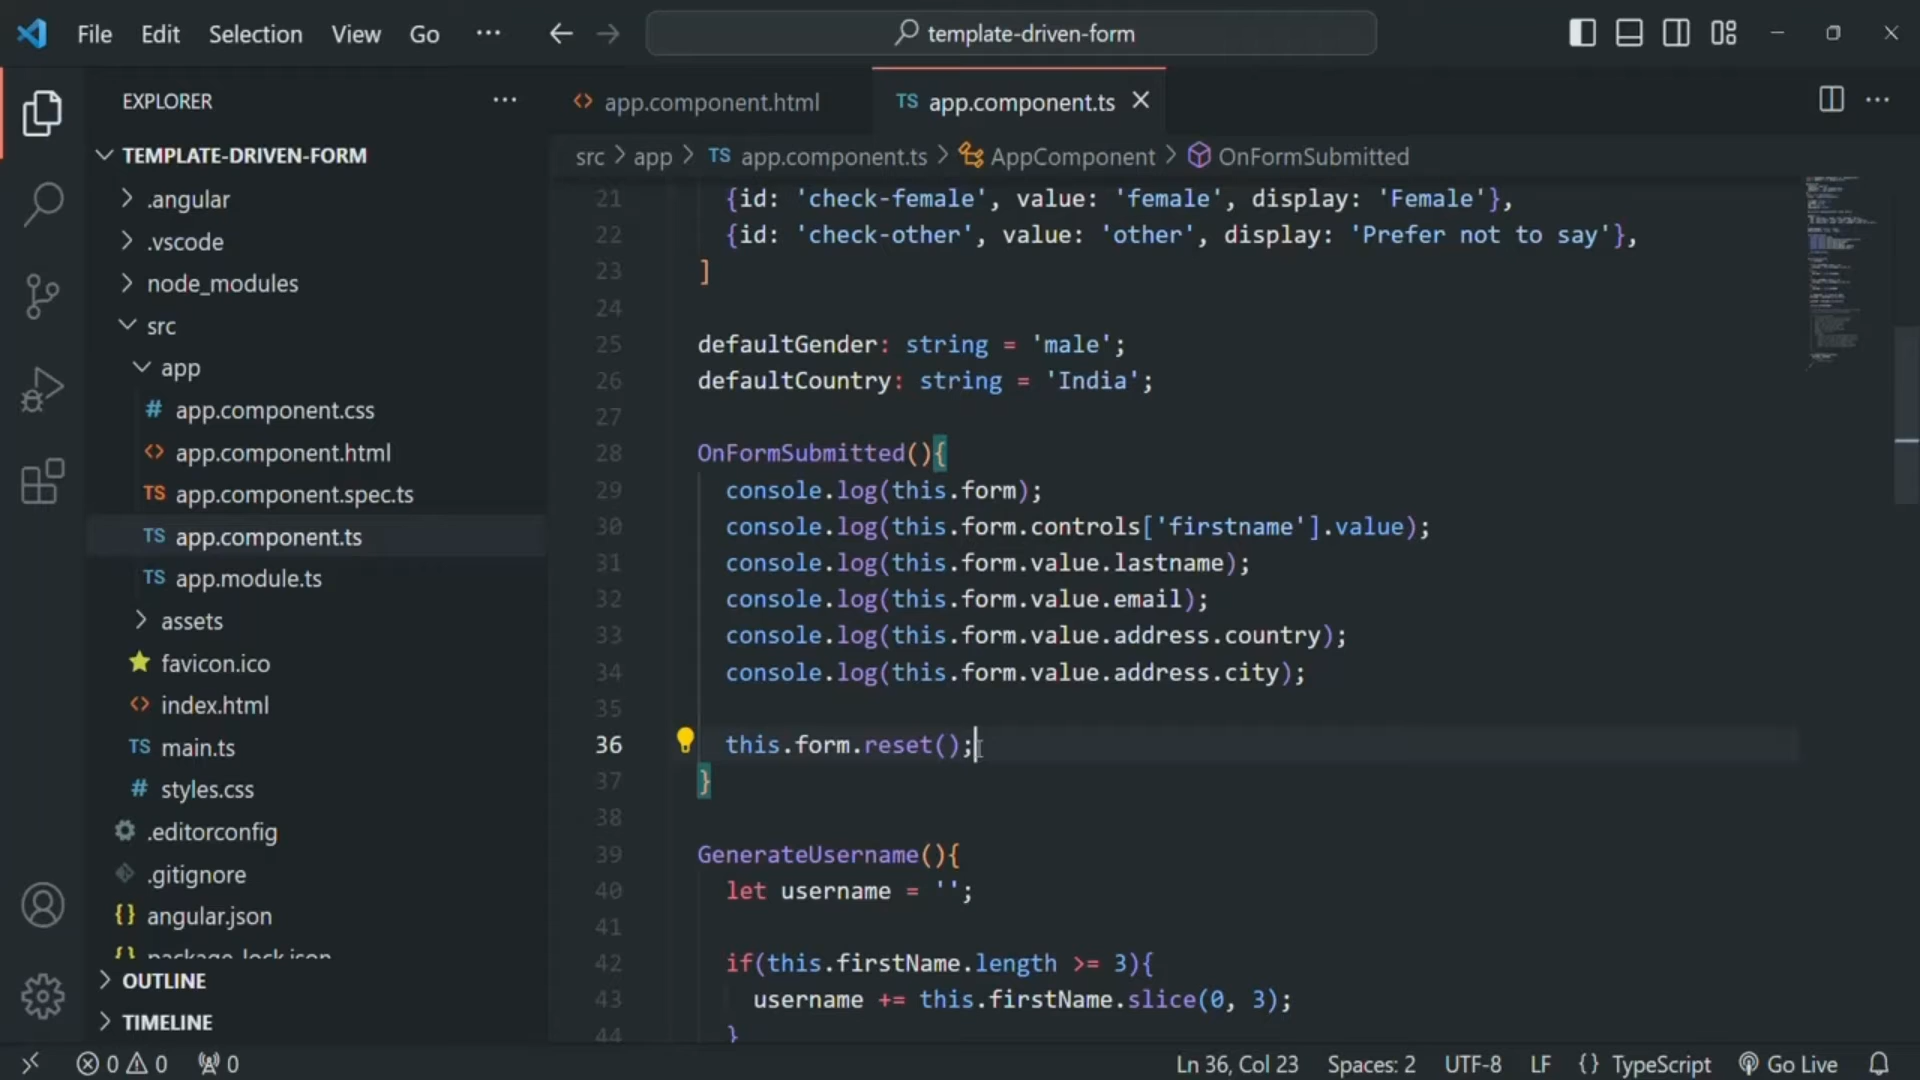 File Edit Selection View Go ··· template-driven-form
EXPLORER ···
TEMPLATE-DRIVEN-FORM
.angular
.vscode
node_modules
src
app
# app.component.css
<> app.component.html
TS app.component.spec.ts
TS app.component.ts
TS app.module.ts
assets
favicon.ico
<> index.html
TS main.ts
# styles.css
.editorconfig
.gitignore
{} angular.json
{} package-lock.json
OUTLINE
TIMELINE
<> app.component.html TS app.component.ts
src > app > TS app.component.ts > AppComponent > OnFormSubmitted
21 {id: 'check-female', value: 'female', display: 'Female'},
22 {id: 'check-other', value: 'other', display: 'Prefer not to say'},
23 ]
24
25 defaultGender: string = 'male';
26 defaultCountry: string = 'India';
27
28 OnFormSubmitted(){
29 console.log(this.form);
30 console.log(this.form.controls['firstname'].value);
31 console.log(this.form.value.lastname);
32 console.log(this.form.value.email);
33 console.log(this.form.value.address.country);
34 console.log(this.form.value.address.city);
35
36 this.form.reset();
37 }
38
39 GenerateUsername(){
40 let username = '';
41
42 if(this.firstName.length >= 3){
43 username += this.firstName.slice(0, 3);
44 }
0 0 0 Ln 36, Col 23 Spaces: 2 UTF-8 LF {} TypeScript Go Live